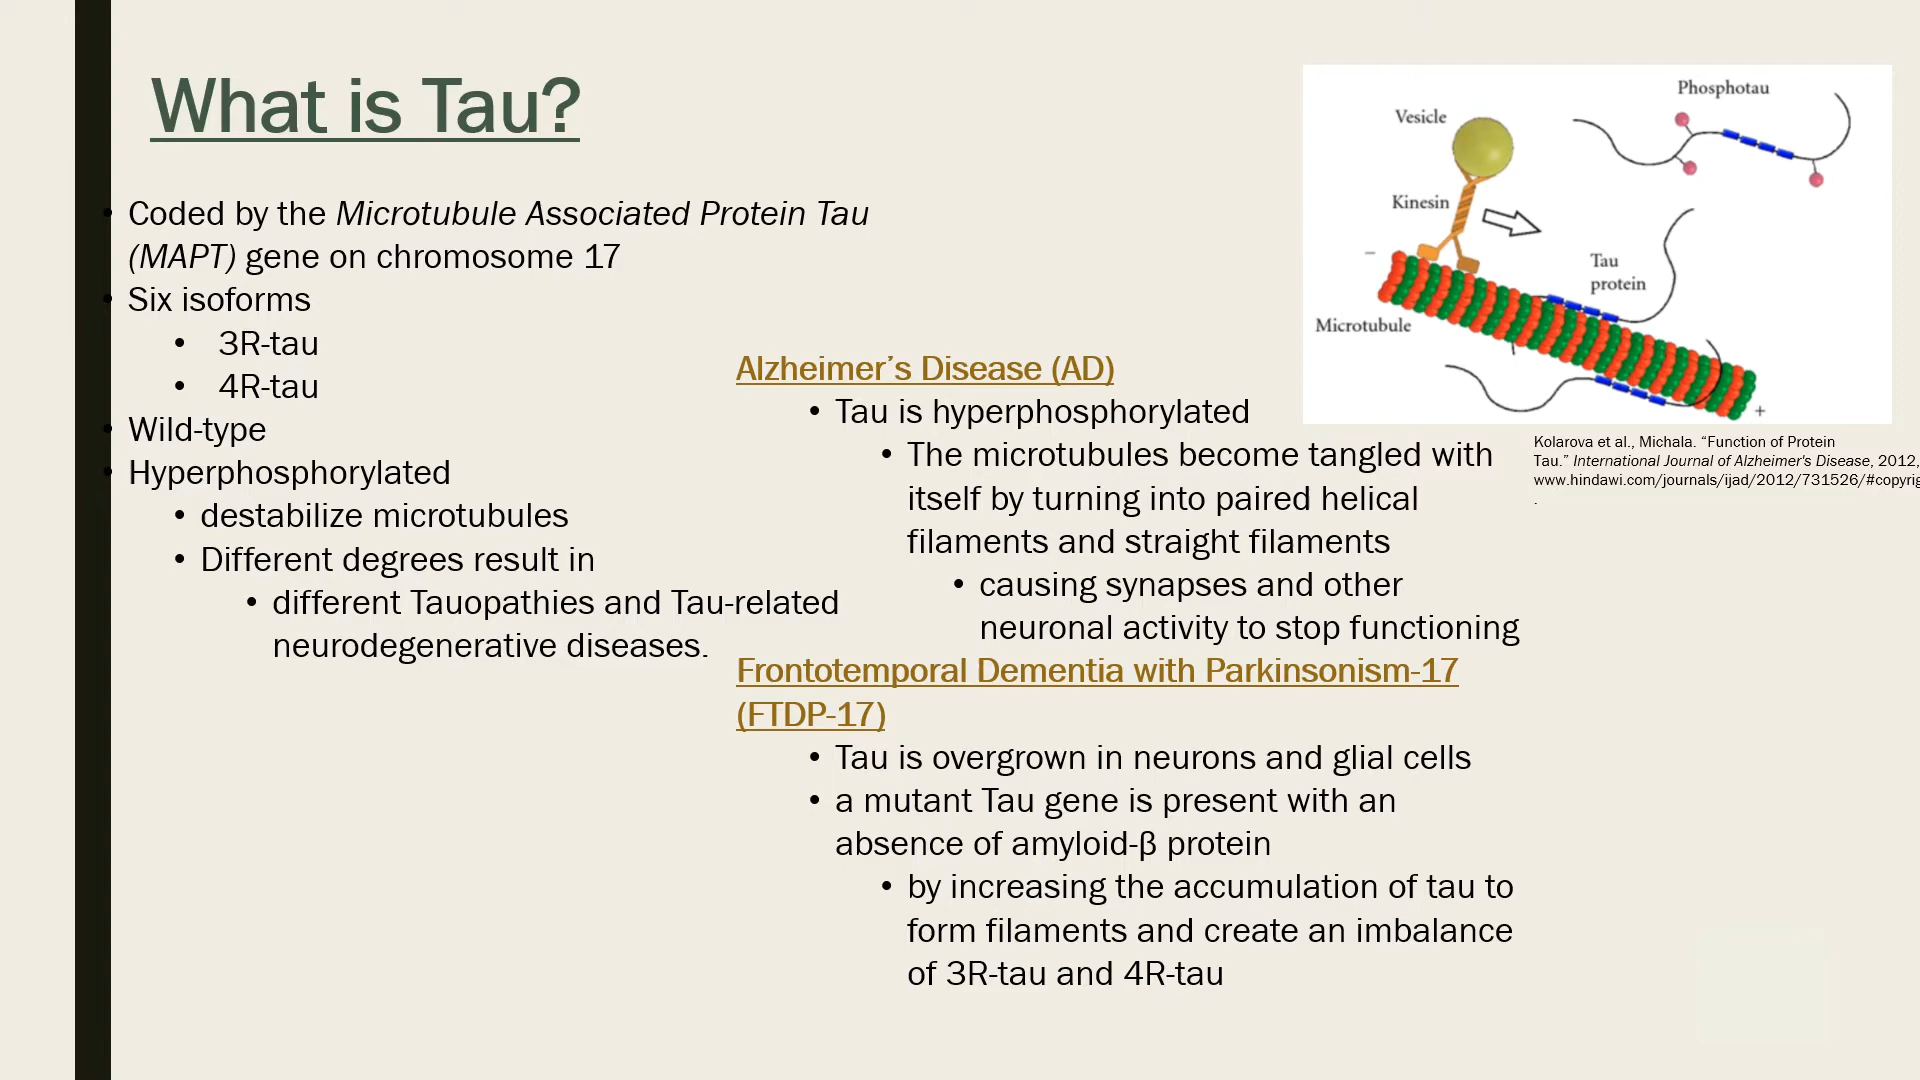 What is Tau?
• Coded by the Microtubule Associated Protein Tau
(MAPT) gene on chromosome 17
• Six isoforms
• 3R-tau
• 4R-tau
• Wild-type
• Hyperphosphorylated
• destabilize microtubules
• Different degrees result in
• different Tauopathies and Tau-related
neurodegenerative diseases.
Alzheimer’s Disease (AD)
• Tau is hyperphosphorylated
• The microtubules become tangled with
itself by turning into paired helical
filaments and straight filaments
• causing synapses and other
neuronal activity to stop functioning
Frontotemporal Dementia with Parkinsonism-17
(FTDP-17)
• Tau is overgrown in neurons and glial cells
• a mutant Tau gene is present with an
absence of amyloid-β protein
• by increasing the accumulation of tau to
form filaments and create an imbalance
of 3R-tau and 4R-tau
Phosphotau
Vesicle
Kinesin
−
Tau
protein
Microtubule
+
Kolarova et al., Michala. “Function of Protein
Tau.” International Journal of Alzheimer's Disease, 2012,
www.hindawi.com/journals/ijad/2012/731526/#copyrig
.